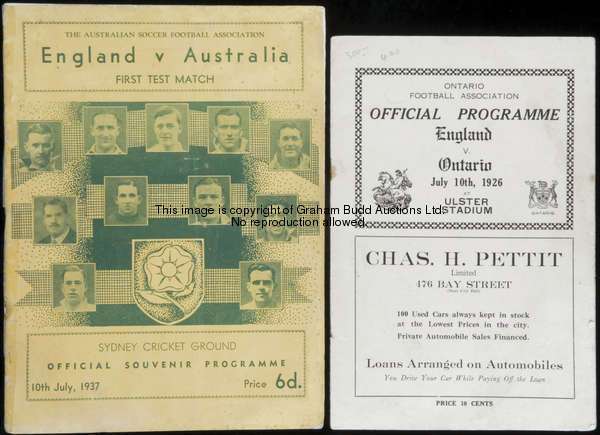 THE AUSTRALIAN SOCCER FOOTBALL ASSOCIATION
England v Australia
FIRST TEST MATCH
SYDNEY CRICKET GROUND
OFFICIAL SOUVENIR PROGRAMME
10th July, 1937
Price 6d.
ONTARIO
FOOTBALL ASSOCIATION
OFFICIAL PROGRAMME
England
V.
Ontario
July 10th, 1926
AT
ULSTER
STADIUM
ONTARIO
CHAS. H. PETTIT
Limited
476 BAY STREET
100 Used Cars always kept in stock
at the Lowest Prices in the city.
Private Automobile Sales Financed.
Loans Arranged on Automobiles
You Drive Your Car While Paying Off the Loan
PRICE 10 CENTS
This image is copyright of Graham Budd Auctions Ltd.
No reproduction allowed.